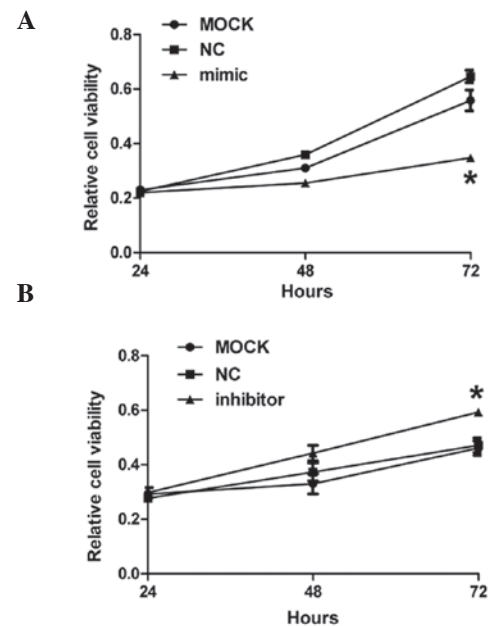 A
MOCK
NC
mimic
Relative cell viability
0.8
0.6
0.4
0.2
0.0
*
24 48 72
Hours
B
MOCK
NC
inhibitor
Relative cell viability
0.8
0.6
0.4
0.2
0.0
*
24 48 72
Hours